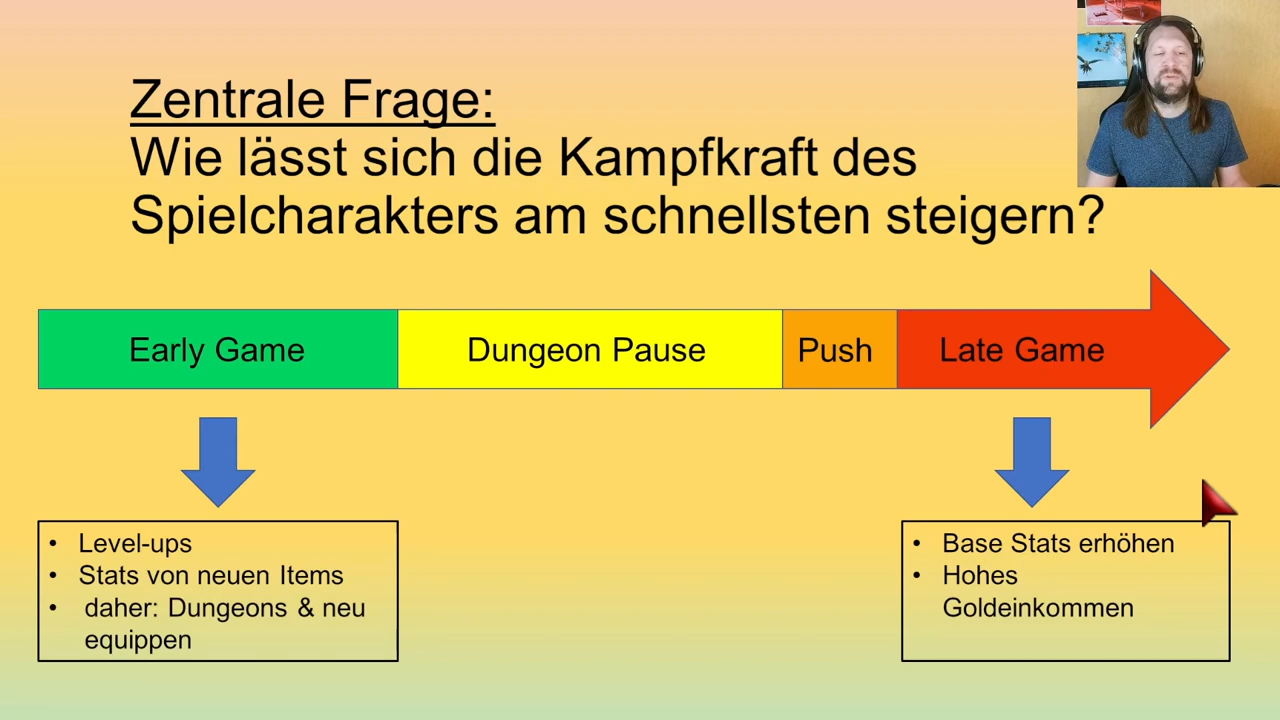 Zentrale Frage:
Wie lässt sich die Kampfkraft des
Spielcharakters am schnellsten steigern?
Early Game
Dungeon Pause
Push
Late Game
• Level-ups
• Stats von neuen Items
• daher: Dungeons & neu
equippen
• Base Stats erhöhen
• Hohes
Goldeinkommen